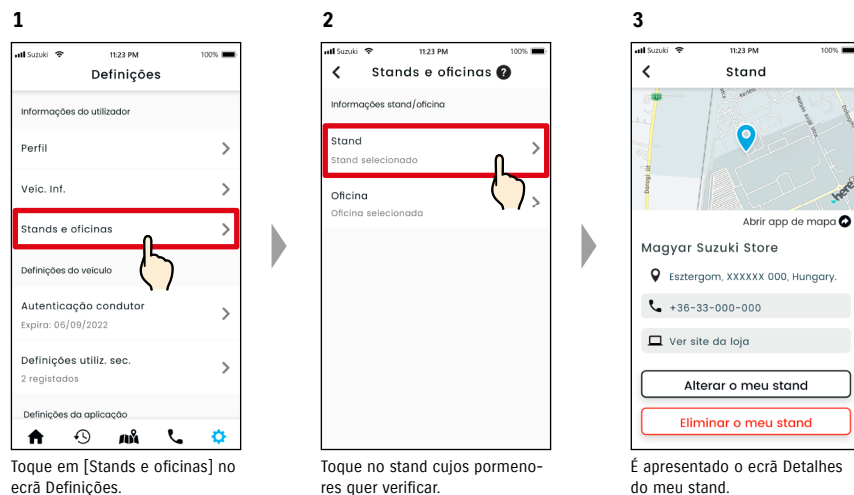 1
Suzuki 11:23 PM 100%
Definições
Informações do utilizador
Perfil
Veic. Inf.
Stands e oficinas
Definições do veículo
Autenticação condutor
Expira: 06/09/2022
Definições utiliz. sec.
2 registados
Definições da aplicação
Toque em [Stands e oficinas] no
ecrã Definições.
2
Suzuki 11:23 PM 100%
Stands e oficinas ?
Informações stand/oficina
Stand
Stand selecionado
Oficina
Oficina selecionada
Toque no stand cujos pormeno-
res quer verificar.
3
Suzuki 11:23 PM 100%
Stand
Dorogi út
here
Abrir app de mapa
Magyar Suzuki Store
Esztergom, XXXXXX 000, Hungary.
+36-33-000-000
Ver site da loja
Alterar o meu stand
Eliminar o meu stand
É apresentado o ecrã Detalhes
do meu stand.